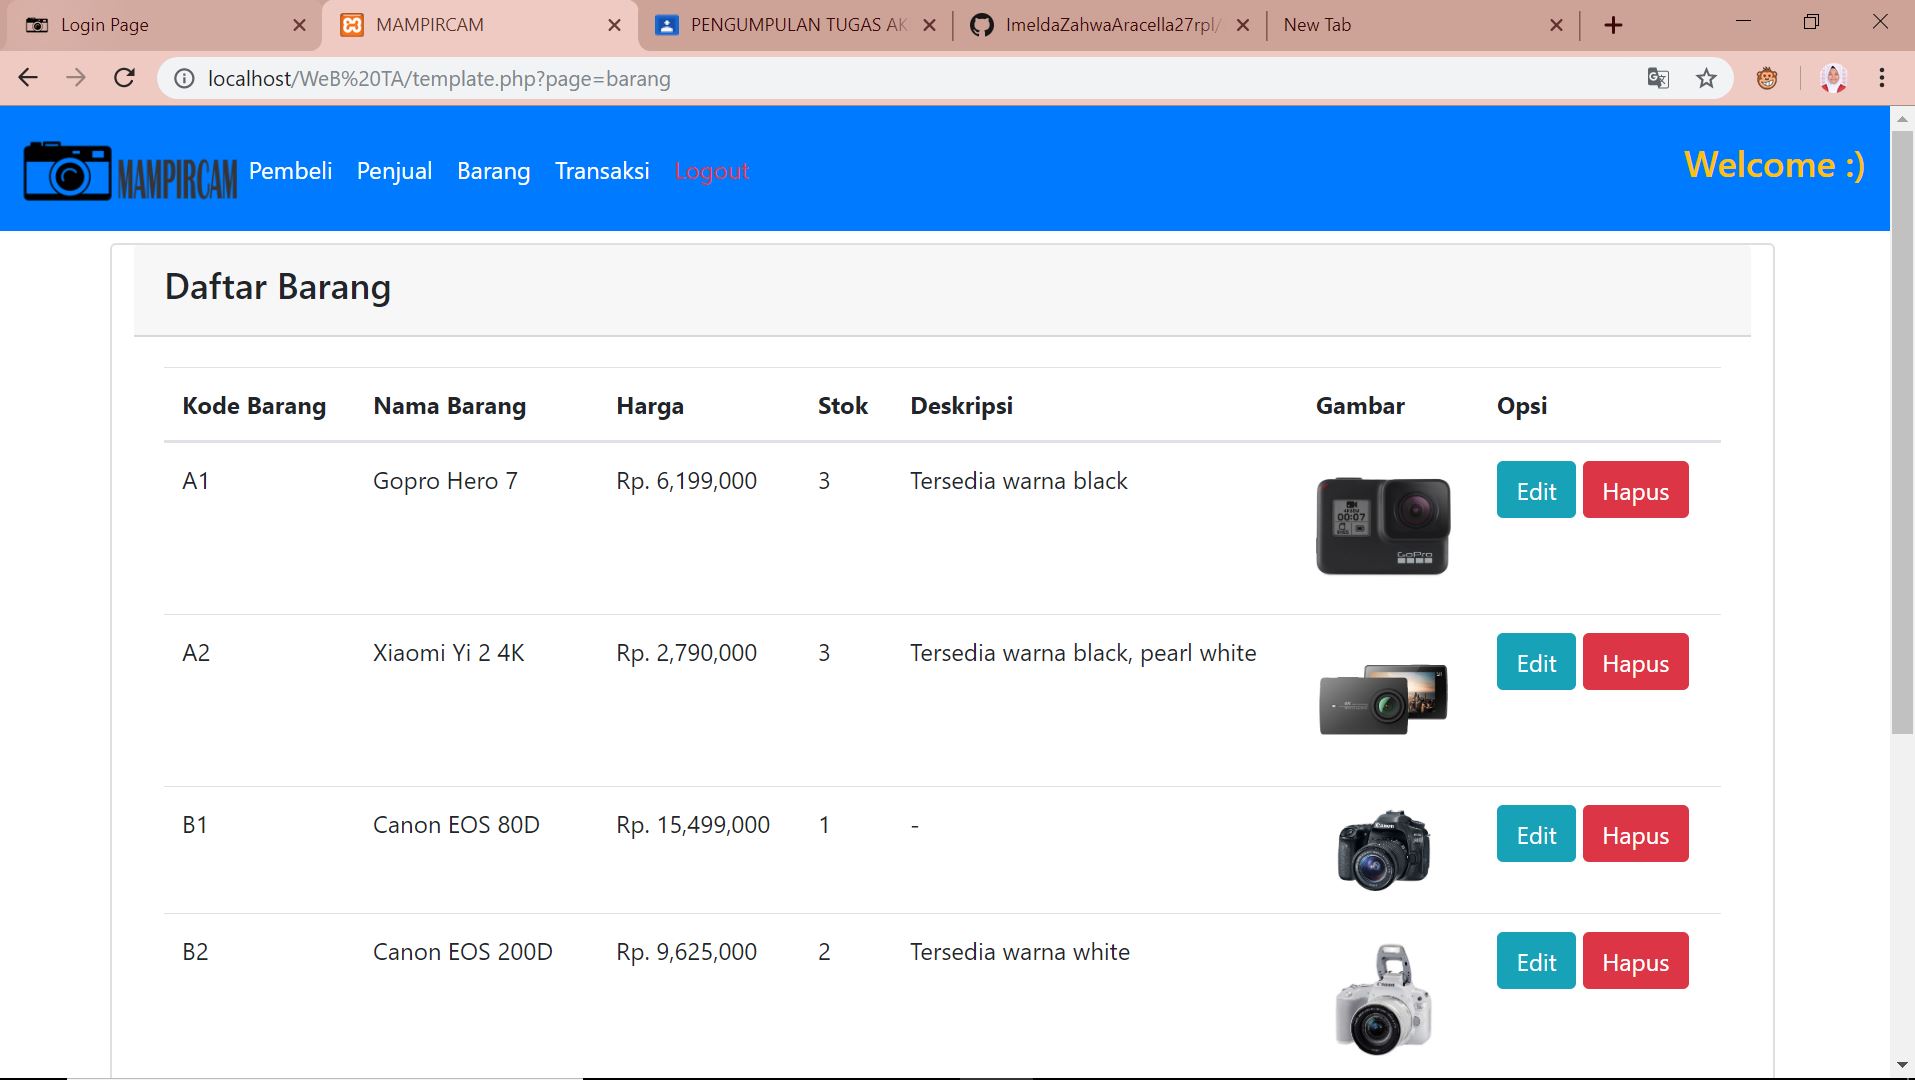 Login Page
MAMPIRCAM
PENGUMPULAN TUGAS AK
ImeldaZahwaAracella27rpl/
New Tab
localhost/WeB%20TA/template.php?page=barang
MAMPIRCAM Pembeli Penjual Barang Transaksi Logout
Welcome :)
Daftar Barang
Kode Barang Nama Barang Harga Stok Deskripsi Gambar Opsi
A1 Gopro Hero 7 Rp. 6,199,000 3 Tersedia warna black Edit Hapus
00:07
GoPro
A2 Xiaomi Yi 2 4K Rp. 2,790,000 3 Tersedia warna black, pearl white Edit Hapus
B1 Canon EOS 80D Rp. 15,499,000 1 - Edit Hapus
Canon
B2 Canon EOS 200D Rp. 9,625,000 2 Tersedia warna white Edit Hapus
Canon